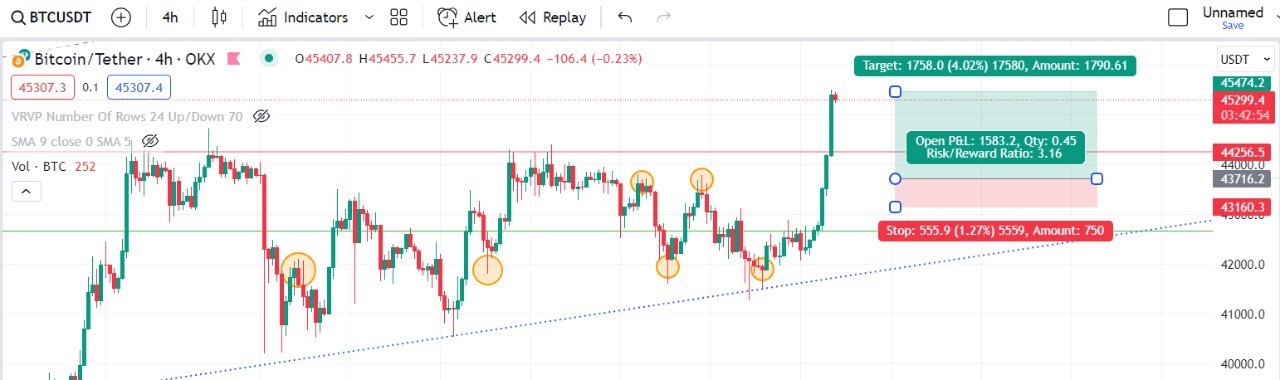 BTCUSDT 4h Indicators Alert Replay Unnamed
Save
Bitcoin/Tether · 4h · OKX O45407.8 H45455.7 L45237.9 C45299.4 −106.4 (−0.23%) USDT
Target: 1758.0 (4.02%) 17580, Amount: 1790.61
45307.3 0.1 45307.4
45474.2
45299.4
03:42:54
VRVP Number Of Rows 24 Up/Down 70
SMA 9 close 0 SMA 5
Vol · BTC 252
Open P&L: 1583.2, Qty: 0.45
Risk/Reward Ratio: 3.16
44256.5
44000.0
43716.2
43160.3
43000.0
Stop: 555.9 (1.27%) 5559, Amount: 750
42000.0
41000.0
40000.0